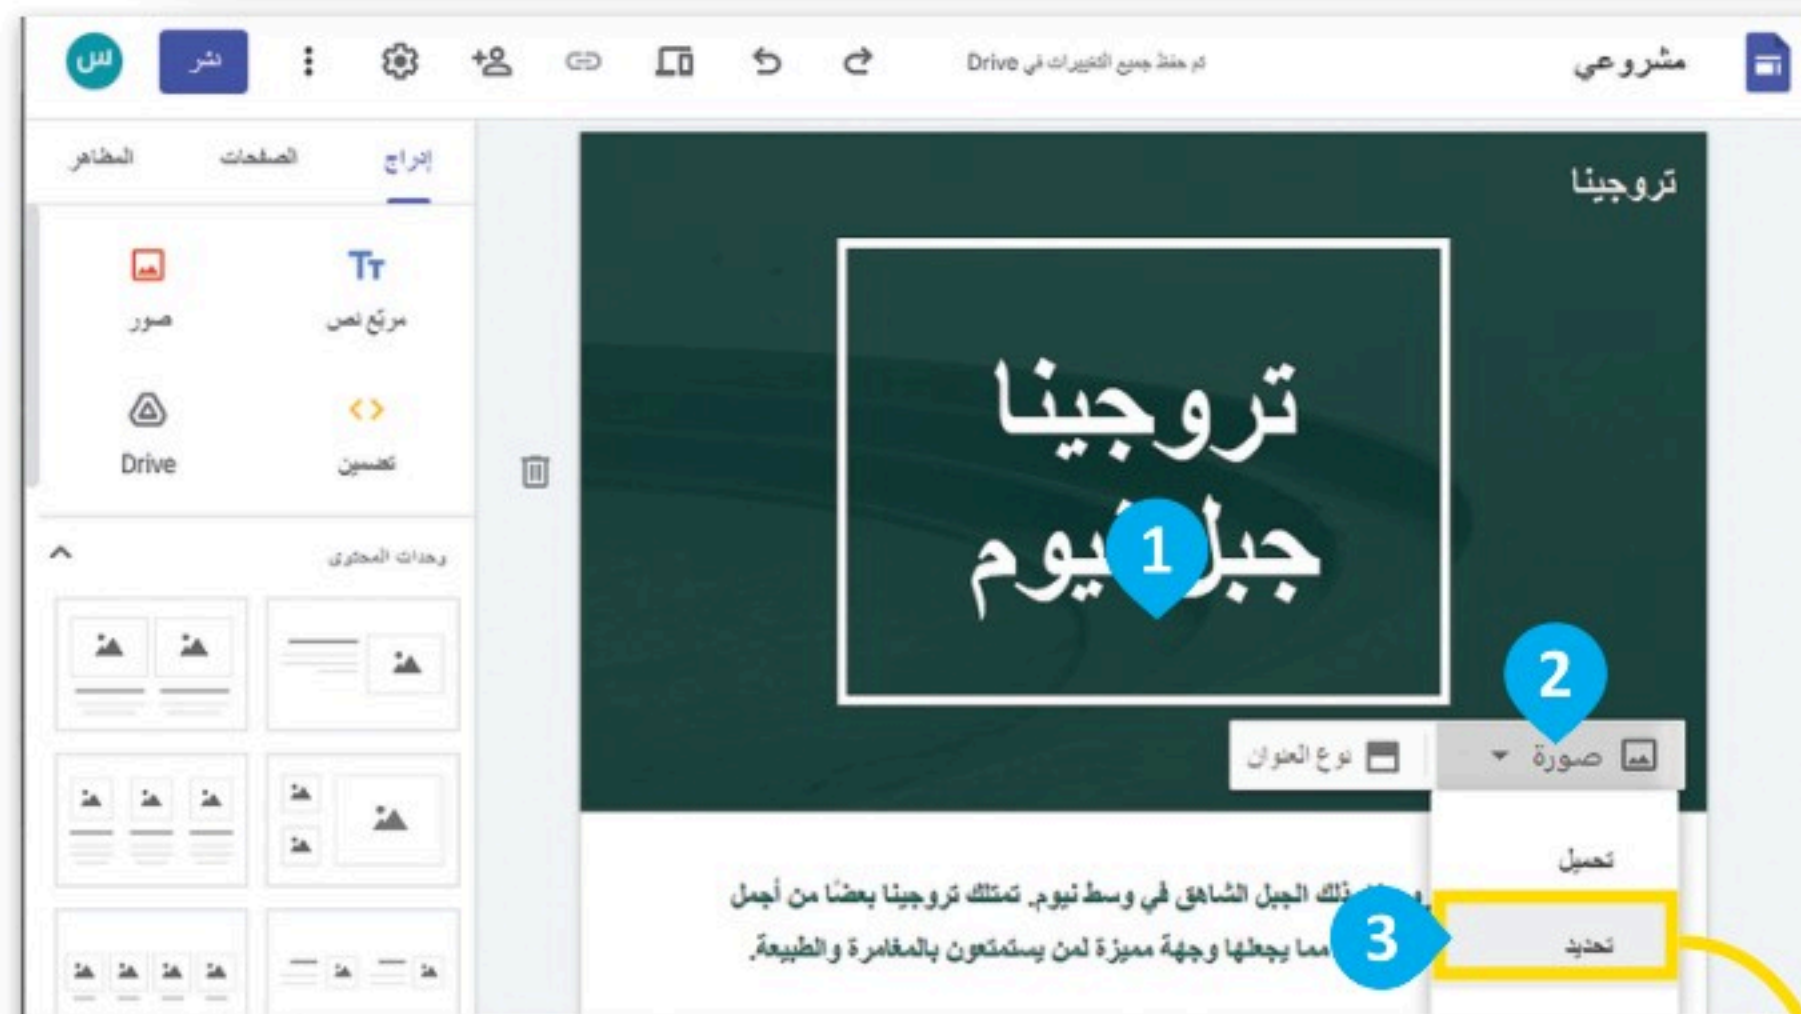 مشروعي
تم حفظ جميع التغييرات في Drive
نشر
س
إدراج
الصفحات
المظاهر
مربّع نص
صور
تضمين
Drive
وحدات المحتوى
تروجينا
تروجينا
جبل نيوم
1
2
صورة
نوع العنوان
تحميل
3
تحديد
ذلك الجبل الشاهق في وسط نيوم. تمتلك تروجينا بعضًا من أجمل
مما يجعلها وجهة مميزة لمن يستمتعون بالمغامرة والطبيعة.